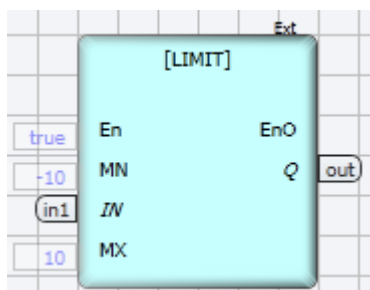 Ext
[LIMIT]
true En EnO
-10 MN Q out
in1 IN
10 MX